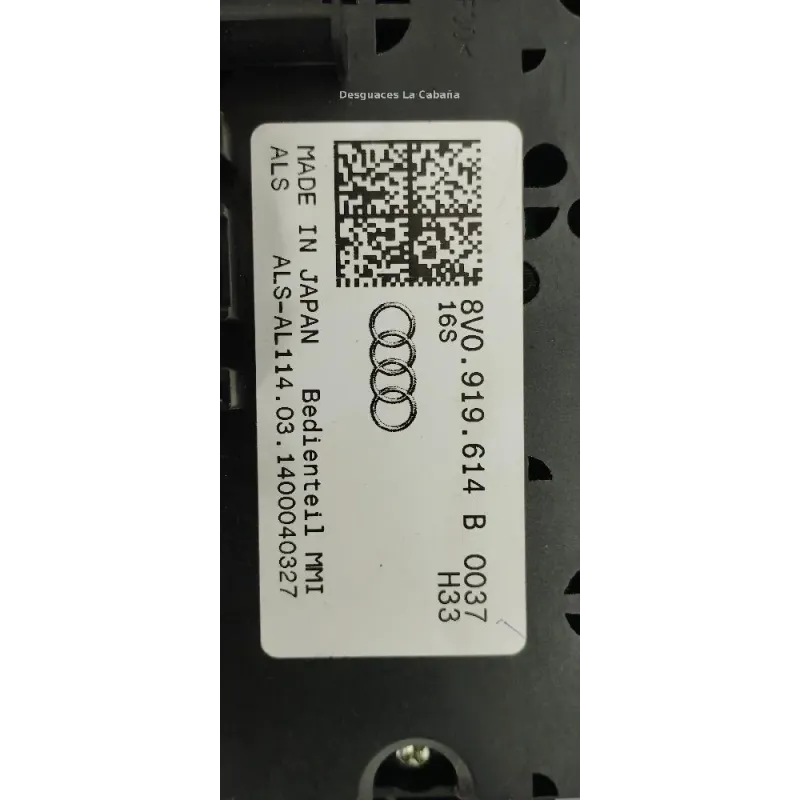 Desguaces La Cabaña
8V0.919.614 B 0037
16S H33
MADE IN JAPAN Bedienteil MMI
ALS ALS-AL114.03.1400040327